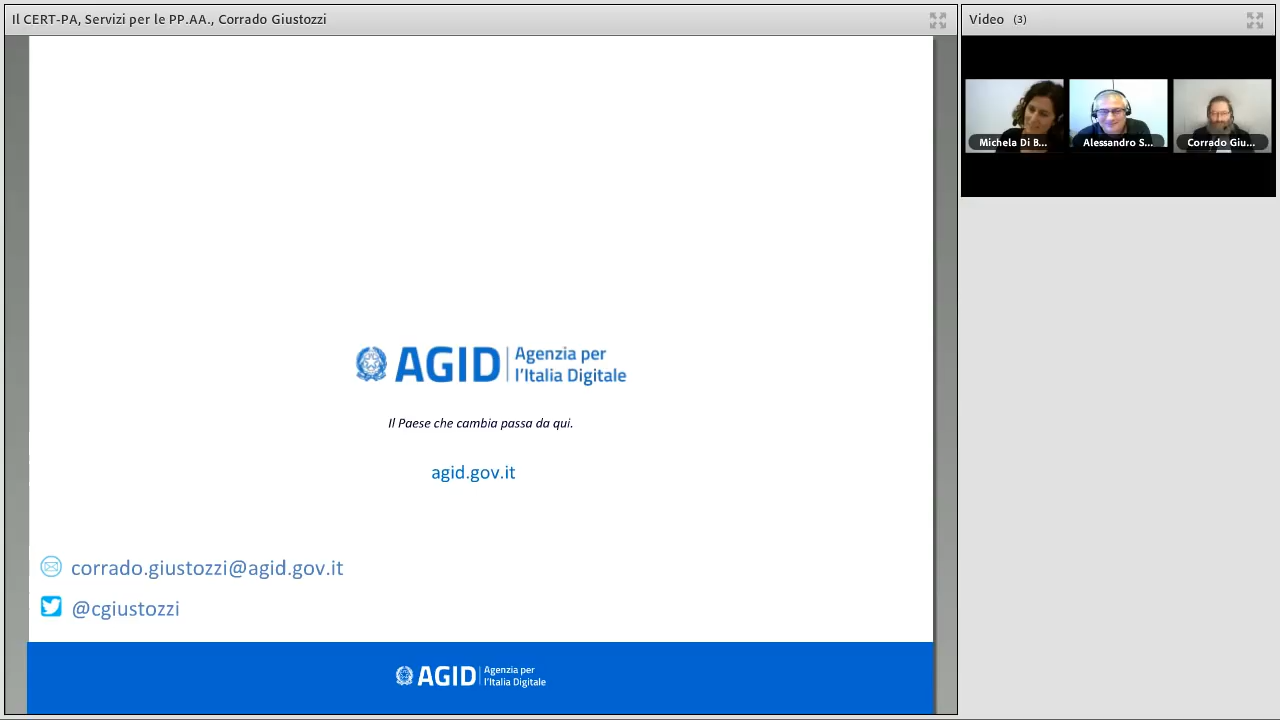 Il CERT-PA, Servizi per le PP.AA., Corrado Giustozzi
Video (3)
Michela Di B...
Alessandro S...
Corrado Giu...
AGID Agenzia per
l'Italia Digitale
Il Paese che cambia passa da qui.
agid.gov.it
corrado.giustozzi@agid.gov.it
@cgiustozzi
AGID Agenzia per
l'Italia Digitale